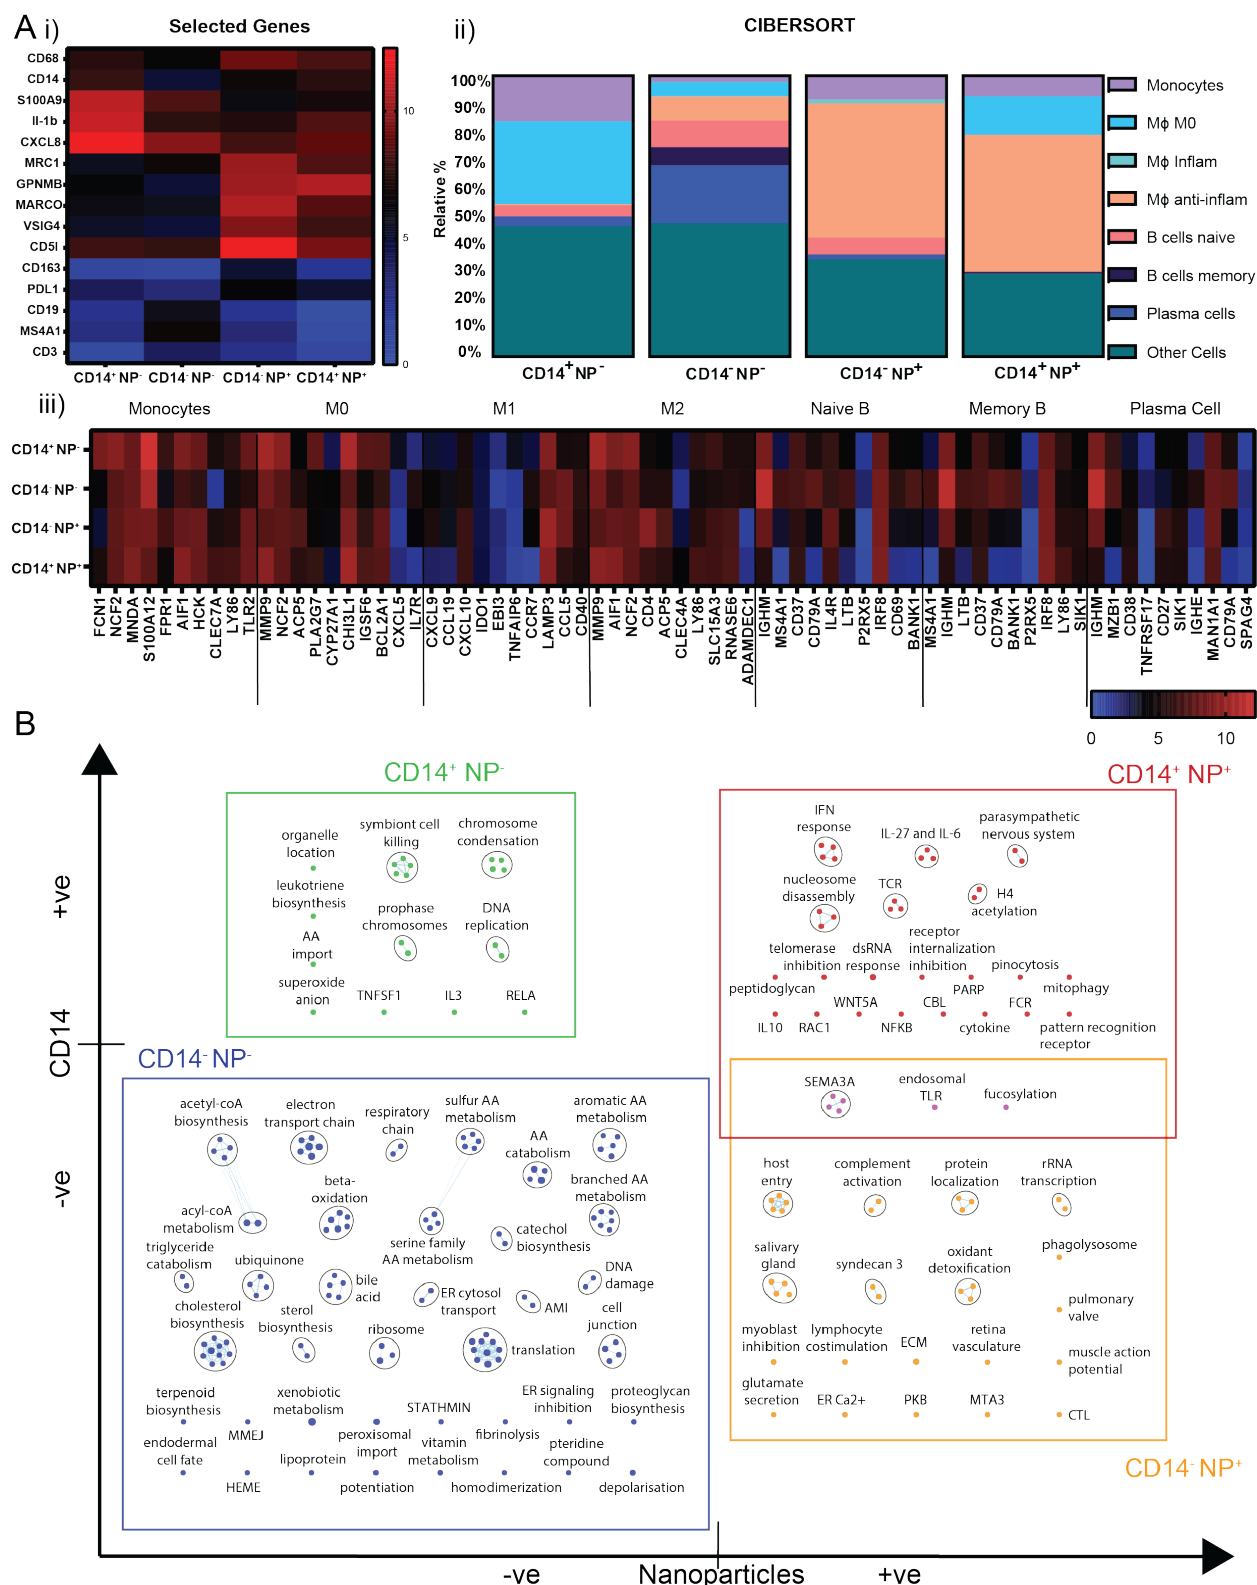 A i)
Selected Genes
CD68
CD14
S100A9
Il-1b
CXCL8
MRC1
GPNMB
MARCO
VSIG4
CD5l
CD163
PDL1
CD19
MS4A1
CD3
CD14⁺ NP⁻
CD14⁻ NP⁻
CD14⁻ NP⁺
CD14⁺ NP⁺
10
5
0
ii)
CIBERSORT
Relative %
100%
90%
80%
70%
60%
50%
40%
30%
20%
10%
0%
CD14⁺ NP⁻
CD14⁻ NP⁻
CD14⁻ NP⁺
CD14⁺ NP⁺
Monocytes
Mϕ M0
Mϕ Inflam
Mϕ anti-inflam
B cells naive
B cells memory
Plasma cells
Other Cells
iii)
Monocytes
M0
M1
M2
Naive B
Memory B
Plasma Cell
CD14⁺ NP⁻
CD14⁻ NP⁻
CD14⁻ NP⁺
CD14⁺ NP⁺
FCN1
NCF2
MNDA
S100A12
FPR1
AIF1
HCK
CLEC7A
LY86
TLR2
MMP9
NCF2
ACP5
PLA2G7
CYP27A1
CHI3L1
IGSF6
BCL2A1
CXCL5
IL7R
CXCL9
CCL19
CXCL10
IDO1
EBI3
TNFAIP6
CCR7
LAMP3
CCL5
CD40
MMP9
AIF1
NCF2
CD4
ACP5
CLEC4A
LY86
SLC15A3
RNASE6
ADAMDEC1
IGHM
MS4A1
CD37
CD79A
IL4R
LTB
P2RX5
IRF8
CD69
BANK1
MS4A1
IGHM
LTB
CD37
CD79A
BANK1
P2RX5
IRF8
LY86
SIK1
IGHM
MZB1
CD38
TNFRSF17
CD27
SIK1
IGHE
MAN1A1
CD79A
SPAG4
0
5
10
B
CD14
+ve
-ve
CD14⁺ NP⁻
organelle
location
symbiont cell
killing
chromosome
condensation
leukotriene
biosynthesis
AA
import
prophase
chromosomes
DNA
replication
superoxide
anion
TNFSF1
IL3
RELA
CD14⁺ NP⁺
IFN
response
IL-27 and IL-6
parasympathetic
nervous system
nucleosome
disassembly
TCR
H4
acetylation
telomerase
inhibition
dsRNA
response
receptor
internalization
inhibition
pinocytosis
peptidoglycan
PARP
mitophagy
WNT5A
CBL
FCR
IL10
RAC1
NFKB
cytokine
pattern recognition
receptor
SEMA3A
endosomal
TLR
fucosylation
CD14⁻ NP⁻
acetyl-coA
biosynthesis
electron
transport chain
respiratory
chain
sulfur AA
metabolism
aromatic AA
metabolism
AA
catabolism
beta-
oxidation
branched AA
metabolism
acyl-coA
metabolism
serine family
AA metabolism
catechol
biosynthesis
triglyceride
catabolism
ubiquinone
bile
acid
ER cytosol
transport
DNA
damage
AMI
cholesterol
biosynthesis
sterol
biosynthesis
ribosome
translation
cell
junction
terpenoid
biosynthesis
xenobiotic
metabolism
STATHMIN
ER signaling
inhibition
proteoglycan
biosynthesis
MMEJ
peroximosal
import
fibrinolysis
endodermal
cell fate
lipoprotein
vitamin
metabolism
pteridine
compound
HEME
potentiation
homodimerization
depolarisation
host
entry
complement
activation
protein
localization
rRNA
transcription
salivary
gland
syndecan 3
oxidant
detoxification
phagolysosome
pulmonary
valve
myoblast
inhibition
lymphocyte
costimulation
ECM
retina
vasculature
muscle action
potential
glutamate
secretion
ER Ca2+
PKB
MTA3
CTL
CD14⁻ NP⁺
-ve
Nanoparticles
+ve